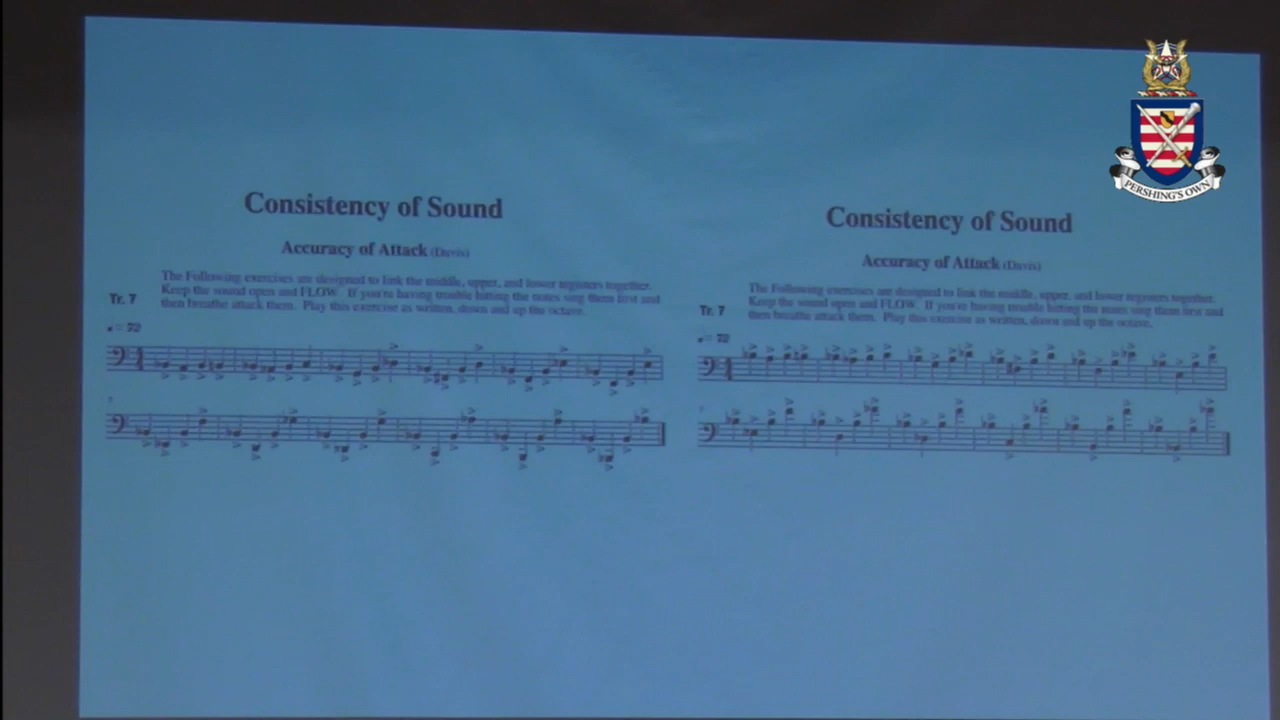 PERSHING'S OWN
Consistency of Sound
Accuracy of Attack (Davis)
The Following exercises are designed to link the middle, upper, and lower registers together.
Keep the sound open and FLOW. If you're having trouble hitting the notes sing them first and
then breathe attack them. Play this exercise as written, down and up the octave.
Tr. 7
= 72
Consistency of Sound
Accuracy of Attack (Davis)
The Following exercises are designed to link the middle, upper, and lower registers together.
Keep the sound open and FLOW. If you're having trouble hitting the notes sing them first and
then breathe attack them. Play this exercise as written, down and up the octave.
Tr. 7
= 72